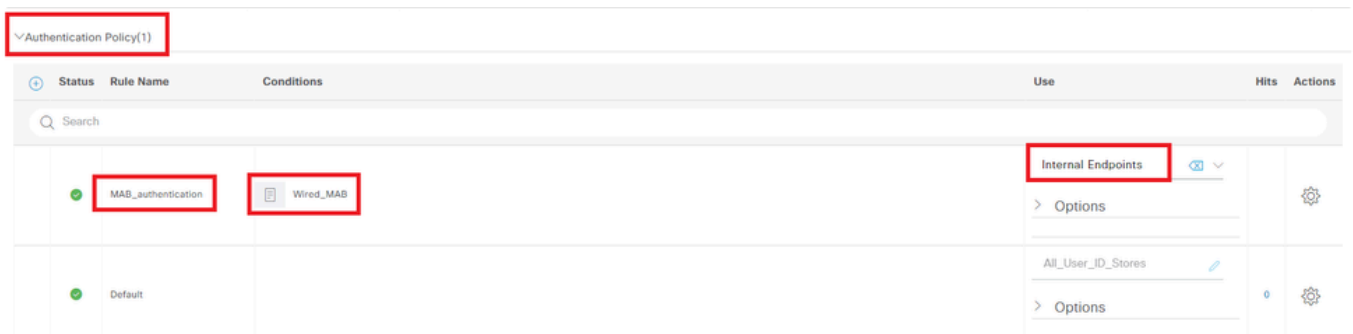 Authentication Policy(1)
Status Rule Name Conditions Use Hits Actions
Search
Internal Endpoints
MAB_authentication Wired_MAB
Options
All_User_ID_Stores
Default 0
Options